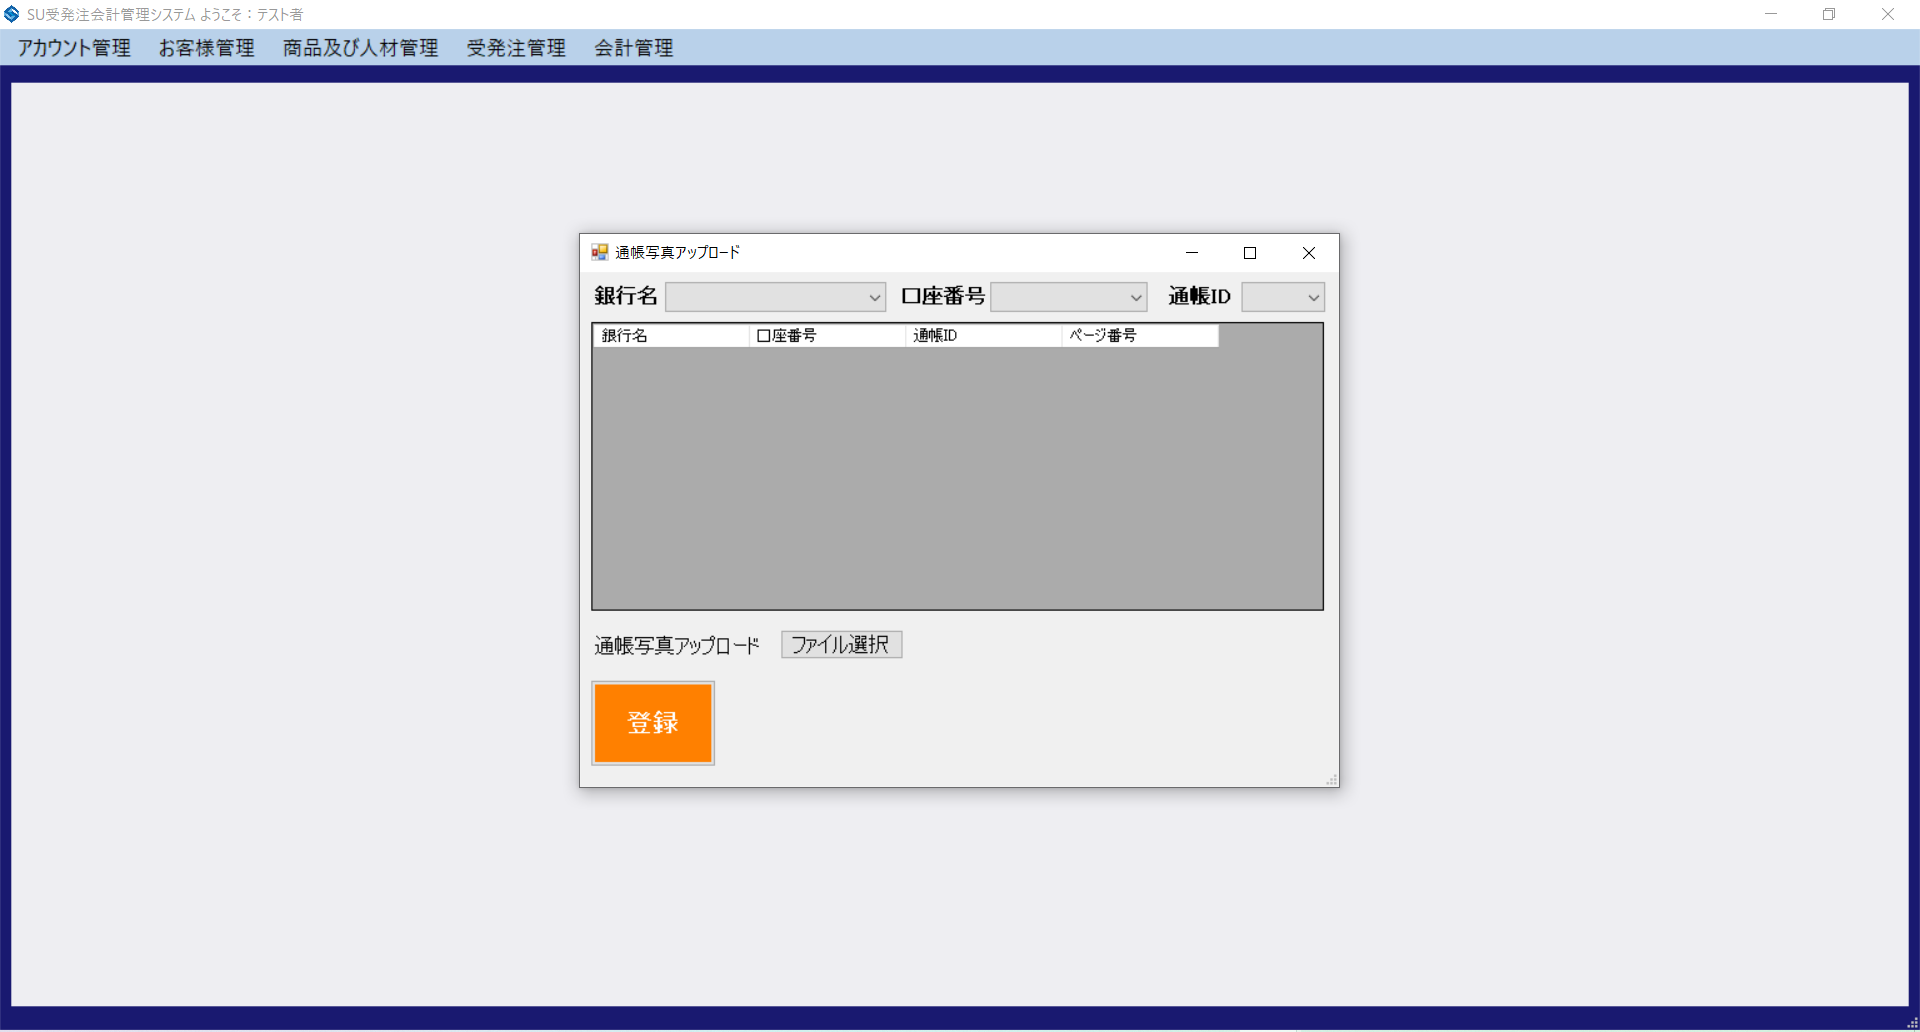 SU受発注会計管理システム ようこそ：テスト者
アカウント管理 お客様管理 商品及び人材管理 受発注管理 会計管理
通帳写真アップロード
銀行名 口座番号 通帳ID
銀行名 口座番号 通帳ID ページ番号
通帳写真アップロード ファイル選択
登録